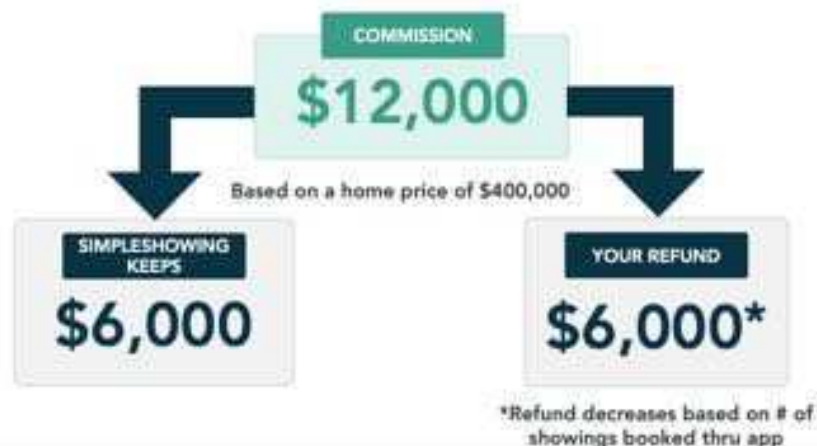 COMMISSION
$12,000
Based on a home price of $400,000
SIMPLESHOWING
KEEPS
$6,000
YOUR REFUND
$6,000*
*Refund decreases based on # of
showings booked thru app